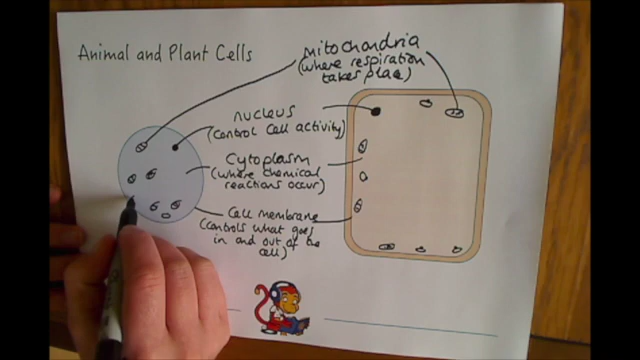 Animal and Plant Cells
Mitochondria
(where respiration
takes place)
nucleus
(control cell activity)
Cytoplasm
(where chemical
reactions occur)
Cell membrane
(controls what goes
in and out of the
cell)